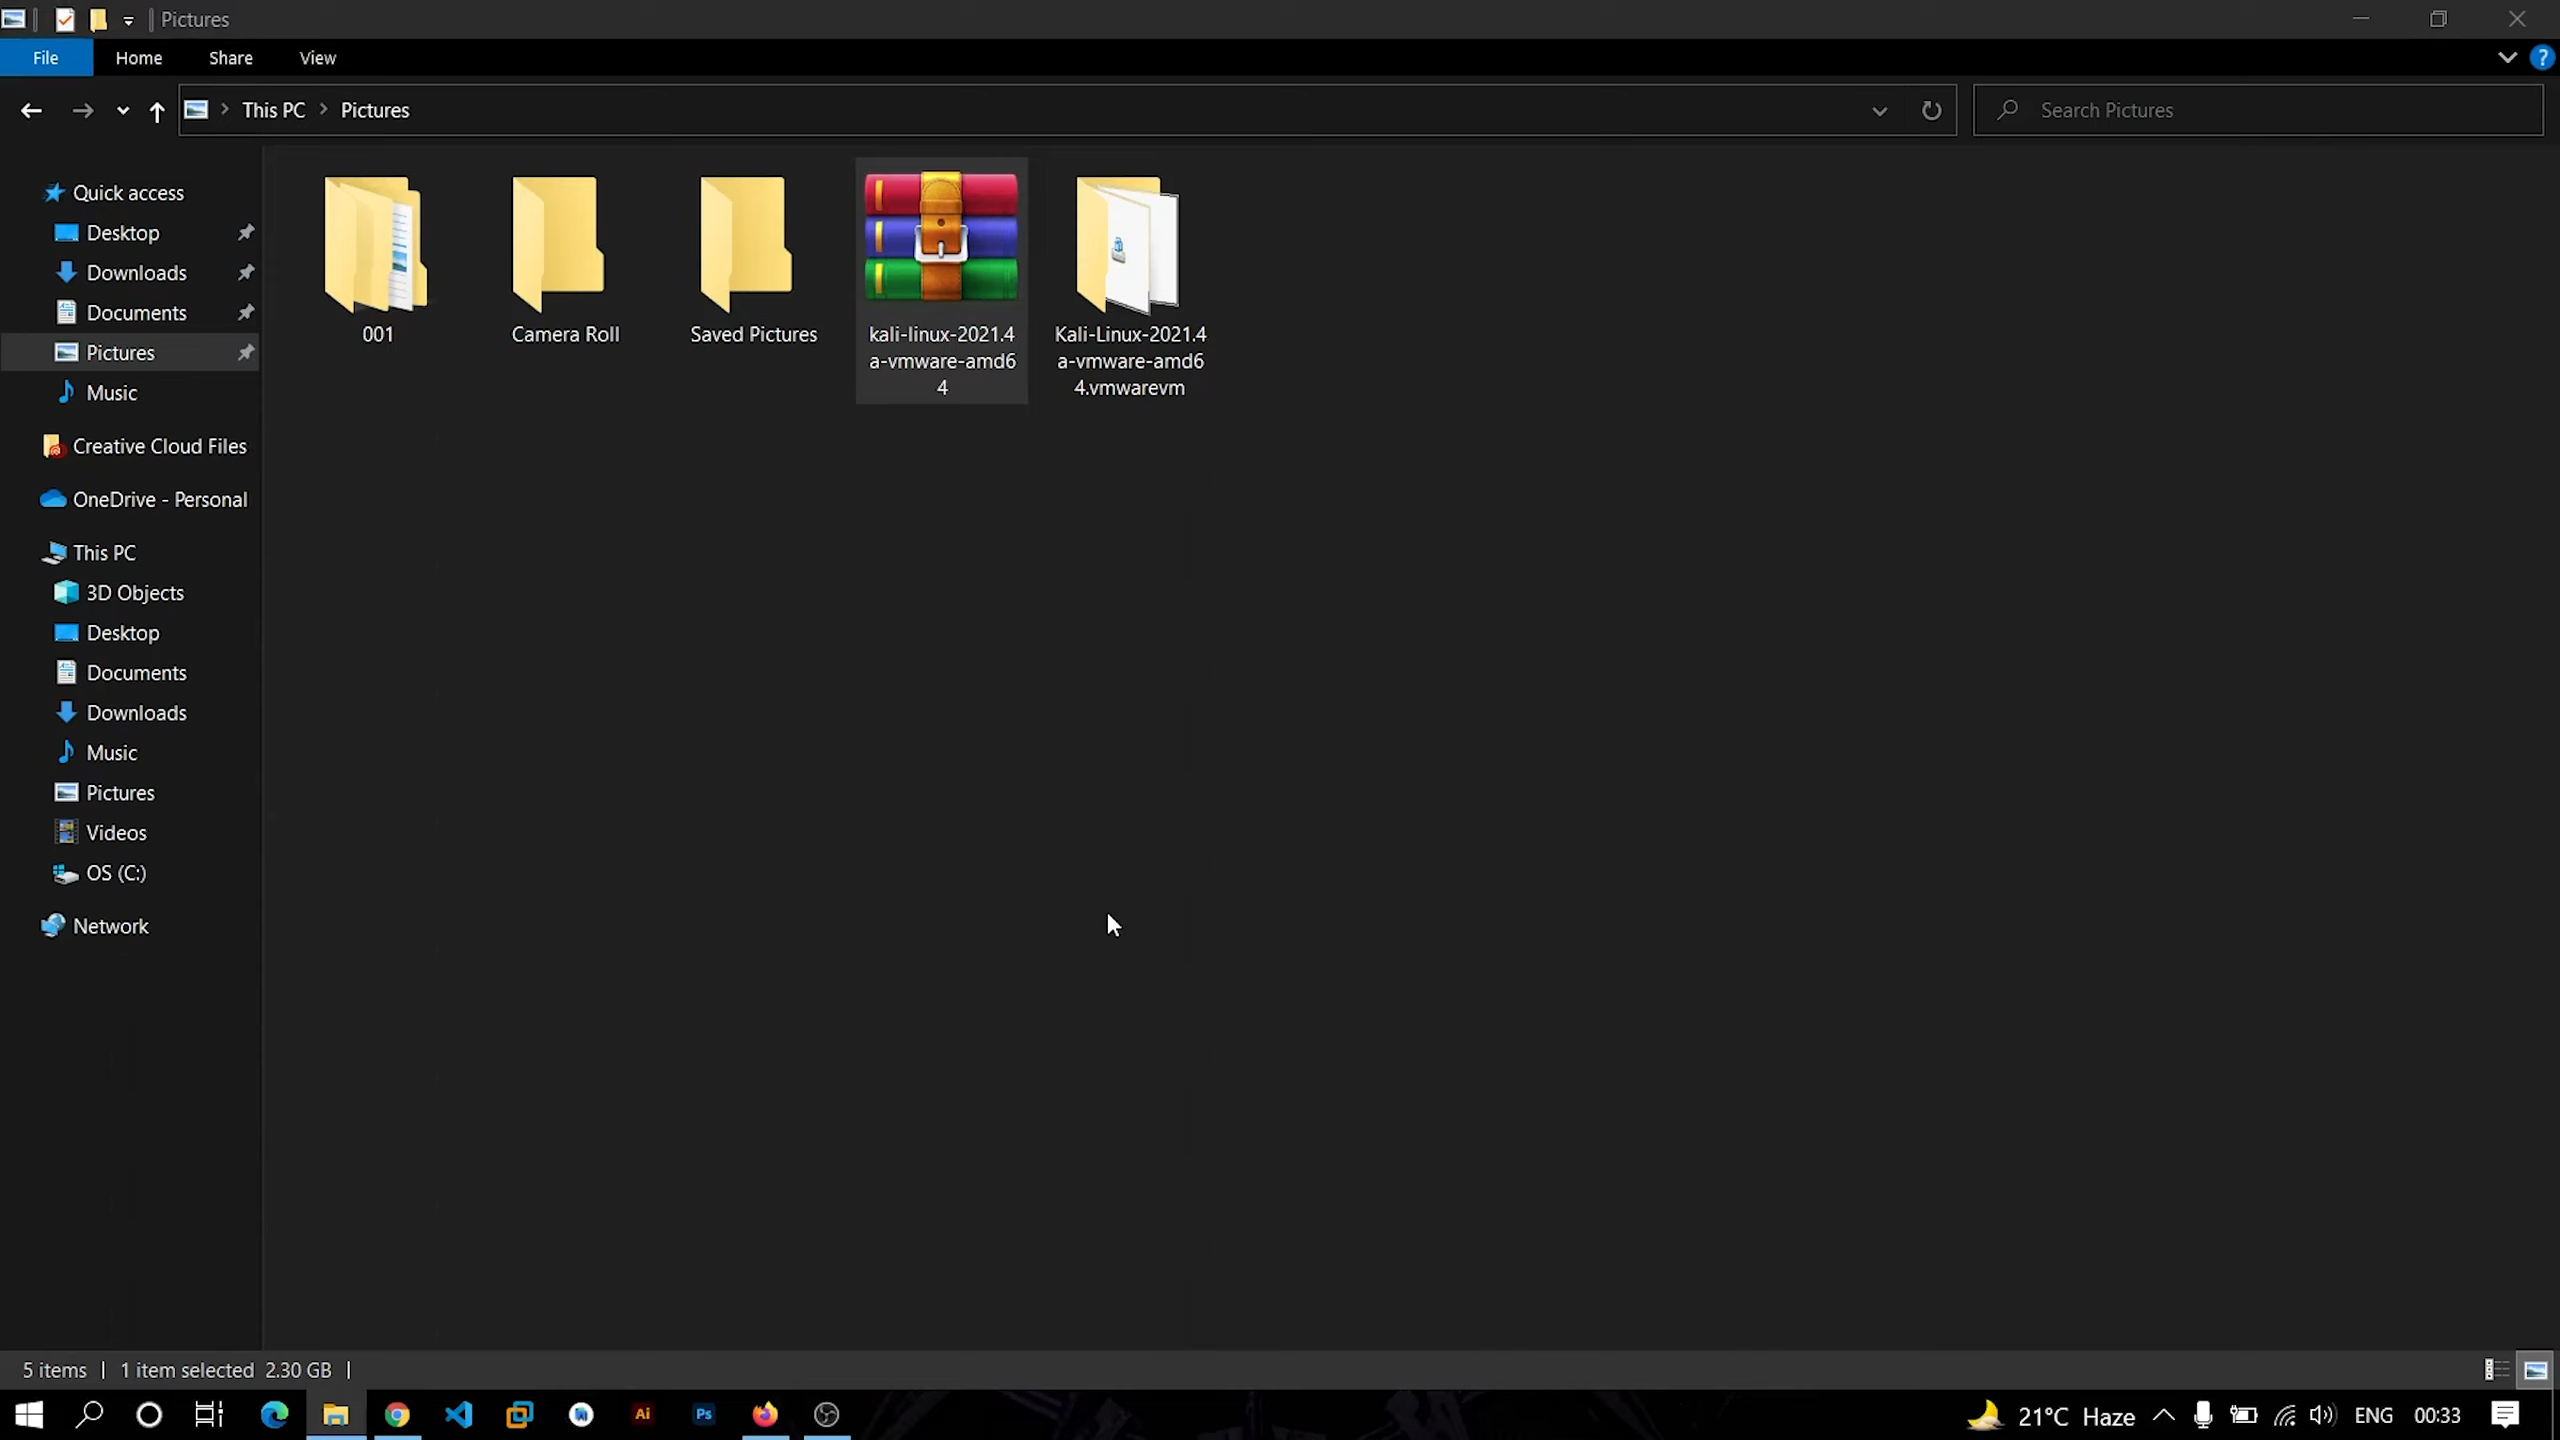 Pictures
File Home Share View
This PC Pictures
Search Pictures
Quick access
Desktop
Downloads
Documents
Pictures
Music
Creative Cloud Files
OneDrive - Personal
This PC
3D Objects
Desktop
Documents
Downloads
Music
Pictures
Videos
OS (C:)
Network
001
Camera Roll
Saved Pictures
kali-linux-2021.4
a-vmware-amd6
4
Kali-Linux-2021.4
a-vmware-amd6
4.vmwarevm
5 items 1 item selected 2.30 GB
Ai
Ps
21°C Haze
ENG
00:33